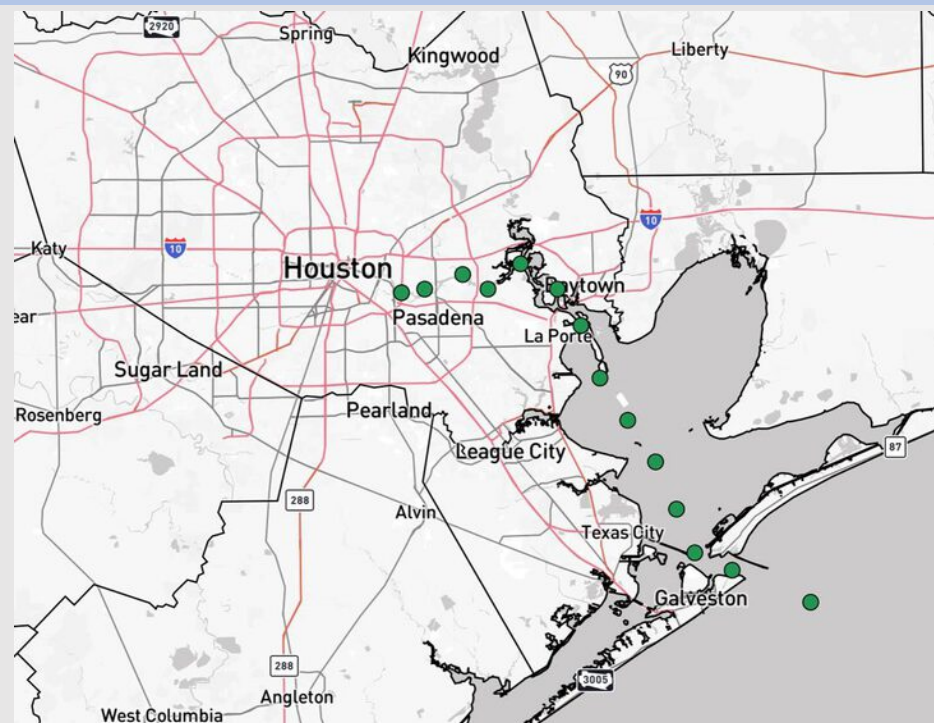 2920
Spring
Kingwood
Liberty
90
10
Katy
10
Houston
Baytown
ear
Pasadena
La Porte
Sugar Land
Rosenberg
Pearland
League City
87
288
Alvin
Texas City
Galveston
288
3005
Angleton
West Columbia